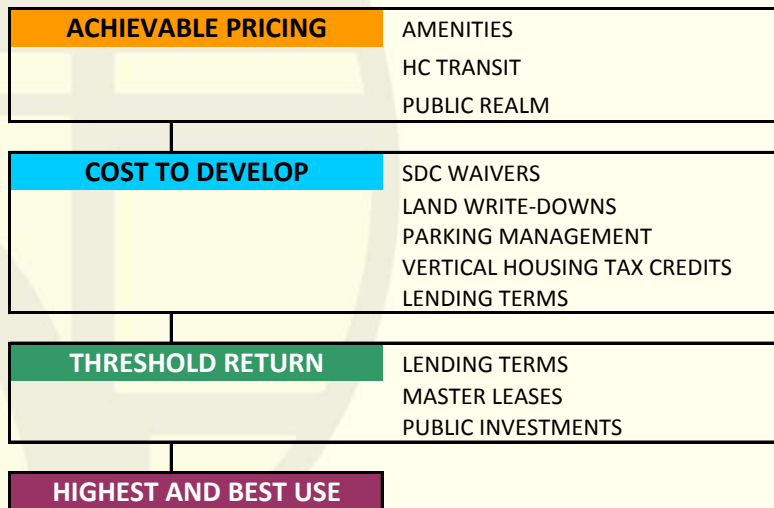 ACHIEVABLE PRICING AMENITIES
HC TRANSIT
PUBLIC REALM
COST TO DEVELOP SDC WAIVERS
LAND WRITE-DOWNS
PARKING MANAGEMENT
VERTICAL HOUSING TAX CREDITS
LENDING TERMS
THRESHOLD RETURN LENDING TERMS
MASTER LEASES
PUBLIC INVESTMENTS
HIGHEST AND BEST USE